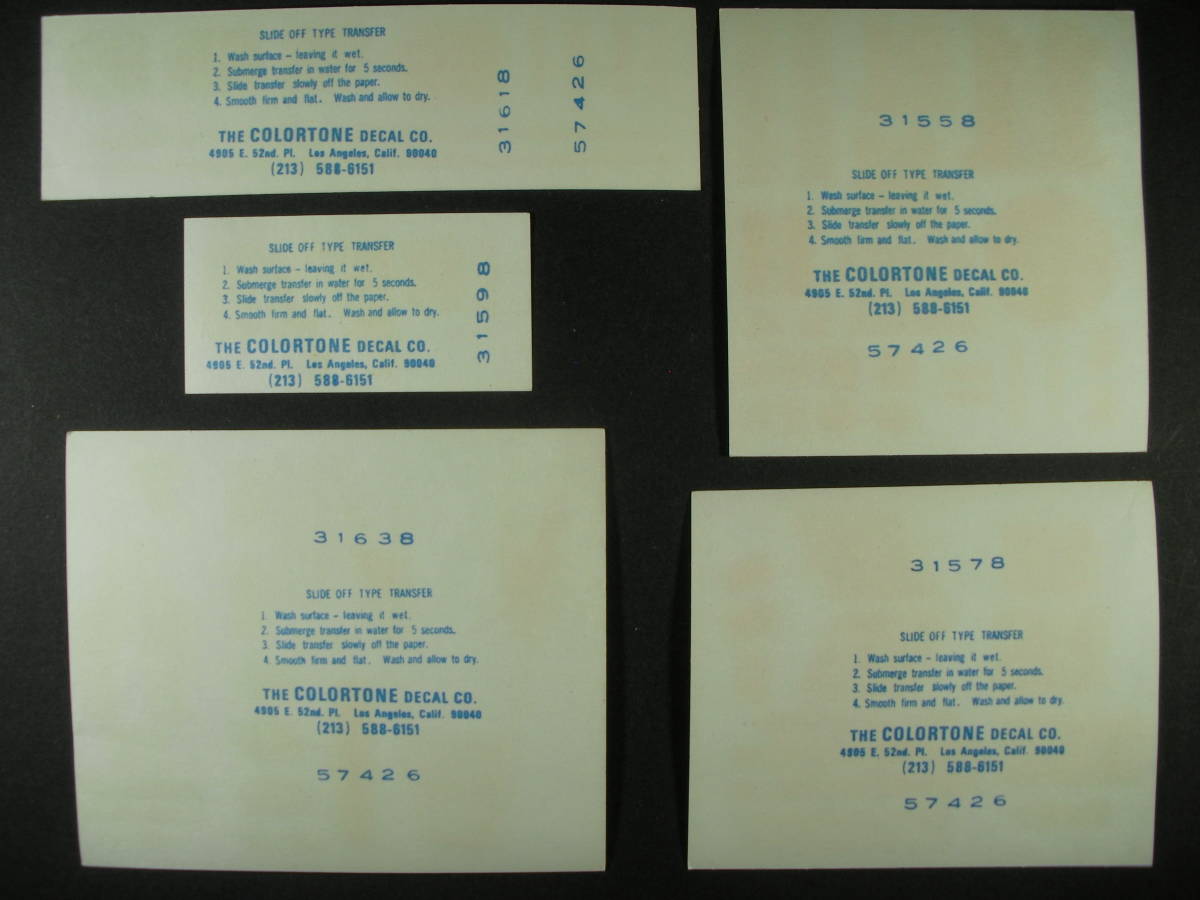 SLIDE OFF TYPE TRANSFER
1. Wash surface – leaving it wet.
2. Submerge transfer in water for 5 seconds.
3. Slide transfer slowly off the paper.
4. Smooth firm and flat. Wash and allow to dry.
THE COLORTONE DECAL CO.
4905 E. 52nd. Pl. Los Angeles, Calif. 90040
(213) 588-6151
31618
57426
31558
SLIDE OFF TYPE TRANSFER
1. Wash surface – leaving it wet.
2. Submerge transfer in water for 5 seconds.
3. Slide transfer slowly off the paper.
4. Smooth firm and flat. Wash and allow to dry.
THE COLORTONE DECAL CO.
4905 E. 52nd. Pl. Los Angeles, Calif. 90040
(213) 588-6151
57426
SLIDE OFF TYPE TRANSFER
1. Wash surface – leaving it wet.
2. Submerge transfer in water for 5 seconds.
3. Slide transfer slowly off the paper.
4. Smooth firm and flat. Wash and allow to dry.
THE COLORTONE DECAL CO.
4905 E. 52nd. Pl. Los Angeles, Calif. 90040
(213) 588-6151
31598
31638
SLIDE OFF TYPE TRANSFER
1. Wash surface – leaving it wet.
2. Submerge transfer in water for 5 seconds.
3. Slide transfer slowly off the paper.
4. Smooth firm and flat. Wash and allow to dry.
THE COLORTONE DECAL CO.
4905 E. 52nd. Pl. Los Angeles, Calif. 90040
(213) 588-6151
57426
31578
SLIDE OFF TYPE TRANSFER
1. Wash surface – leaving it wet.
2. Submerge transfer in water for 5 seconds.
3. Slide transfer slowly off the paper.
4. Smooth firm and flat. Wash and allow to dry.
THE COLORTONE DECAL CO.
4905 E. 52nd. Pl. Los Angeles, Calif. 90040
(213) 588-6151
57426